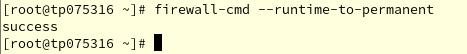 [root@tp075316 ~]# firewall-cmd --runtime-to-permanent
success
[root@tp075316 ~]#